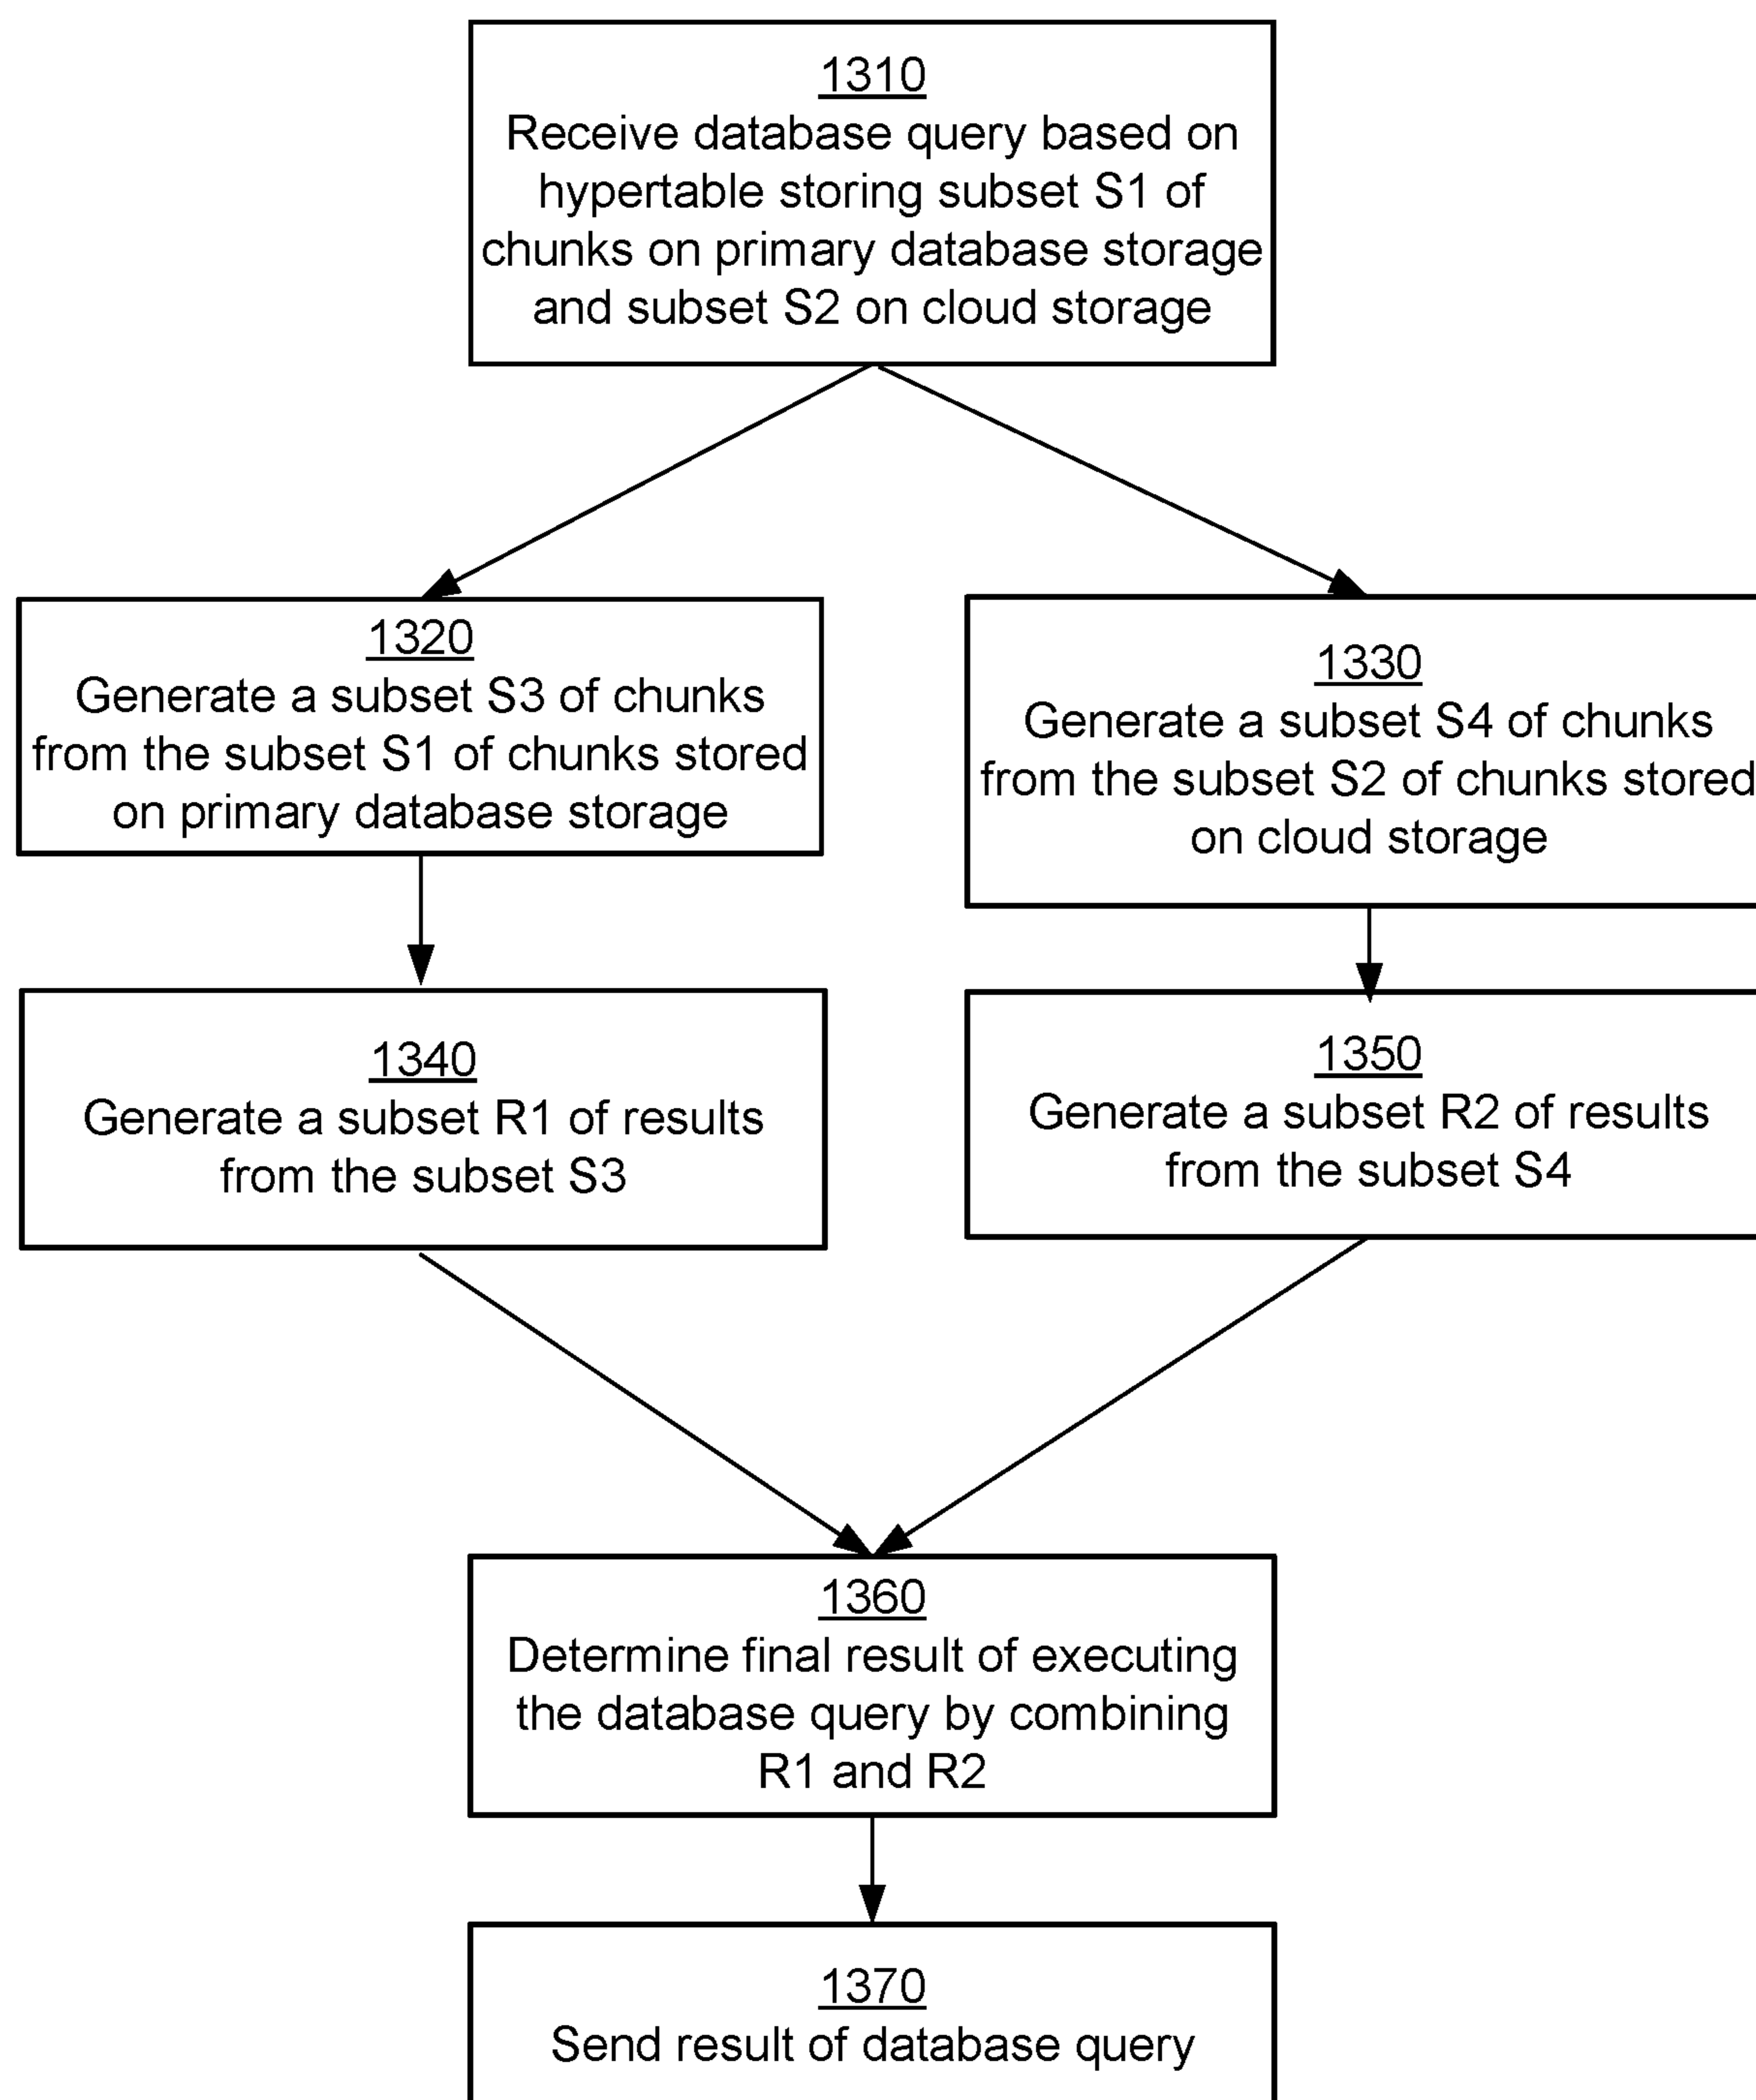 1310
Receive database query based on
hypertable storing subset S1 of
chunks on primary database storage
and subset S2 on cloud storage
1320
Generate a subset S3 of chunks
from the subset S1 of chunks stored
on primary database storage
1330
Generate a subset S4 of chunks
from the subset S2 of chunks stored
on cloud storage
1340
Generate a subset R1 of results
from the subset S3
1350
Generate a subset R2 of results
from the subset S4
1360
Determine final result of executing
the database query by combining
R1 and R2
1370
Send result of database query